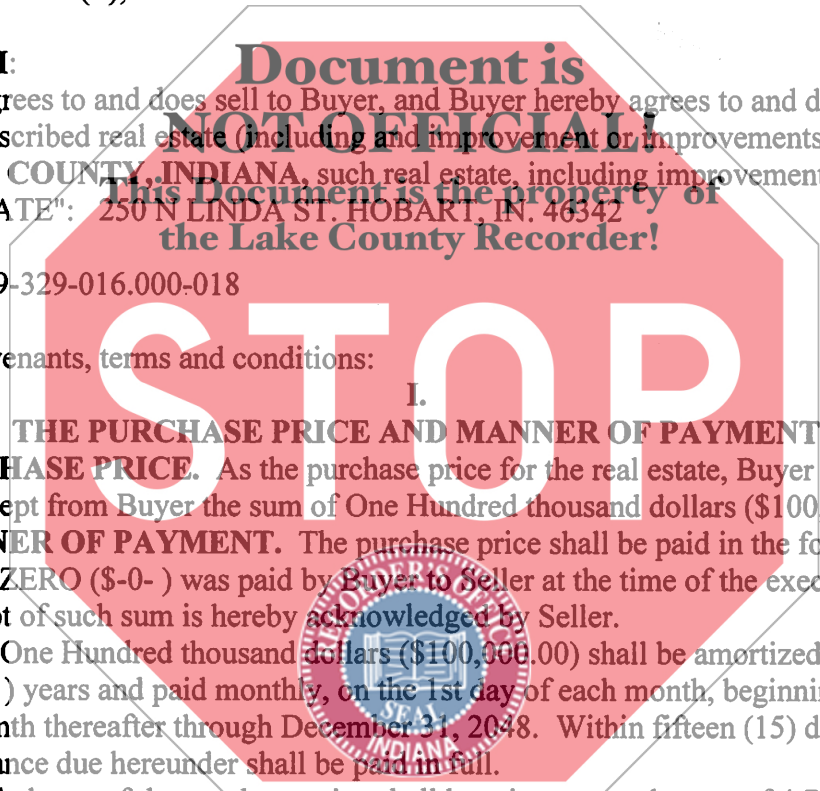 I:
Document is
rees to and does sell to Buyer, and Buyer hereby agrees to and d
NOT OFFICIAL!
scribed real estate (including and improvement or improvements
COUNTY, INDIANA, such real estate, including improvement
This Document is the property of
ATE": 250 N LINDA ST. HOBART, IN. 46342
the Lake County Recorder!
9-329-016.000-018
STOP
enants, terms and conditions:
I.
THE PURCHASE PRICE AND MANNER OF PAYMENT
HASE PRICE. As the purchase price for the real estate, Buyer
ept from Buyer the sum of One Hundred thousand dollars ($100,
NER OF PAYMENT. The purchase price shall be paid in the fo
ZERO ($-0- ) was paid by Buyer to Seller at the time of the exec
t of such sum is hereby acknowledged by Seller.
One Hundred thousand dollars ($100,000.00) shall be amortized
) years and paid monthly, on the 1st day of each month, beginni
nth thereafter through December 31, 2048. Within fifteen (15) d
nce due hereunder shall be paid in full.
SEAL
INDIANA